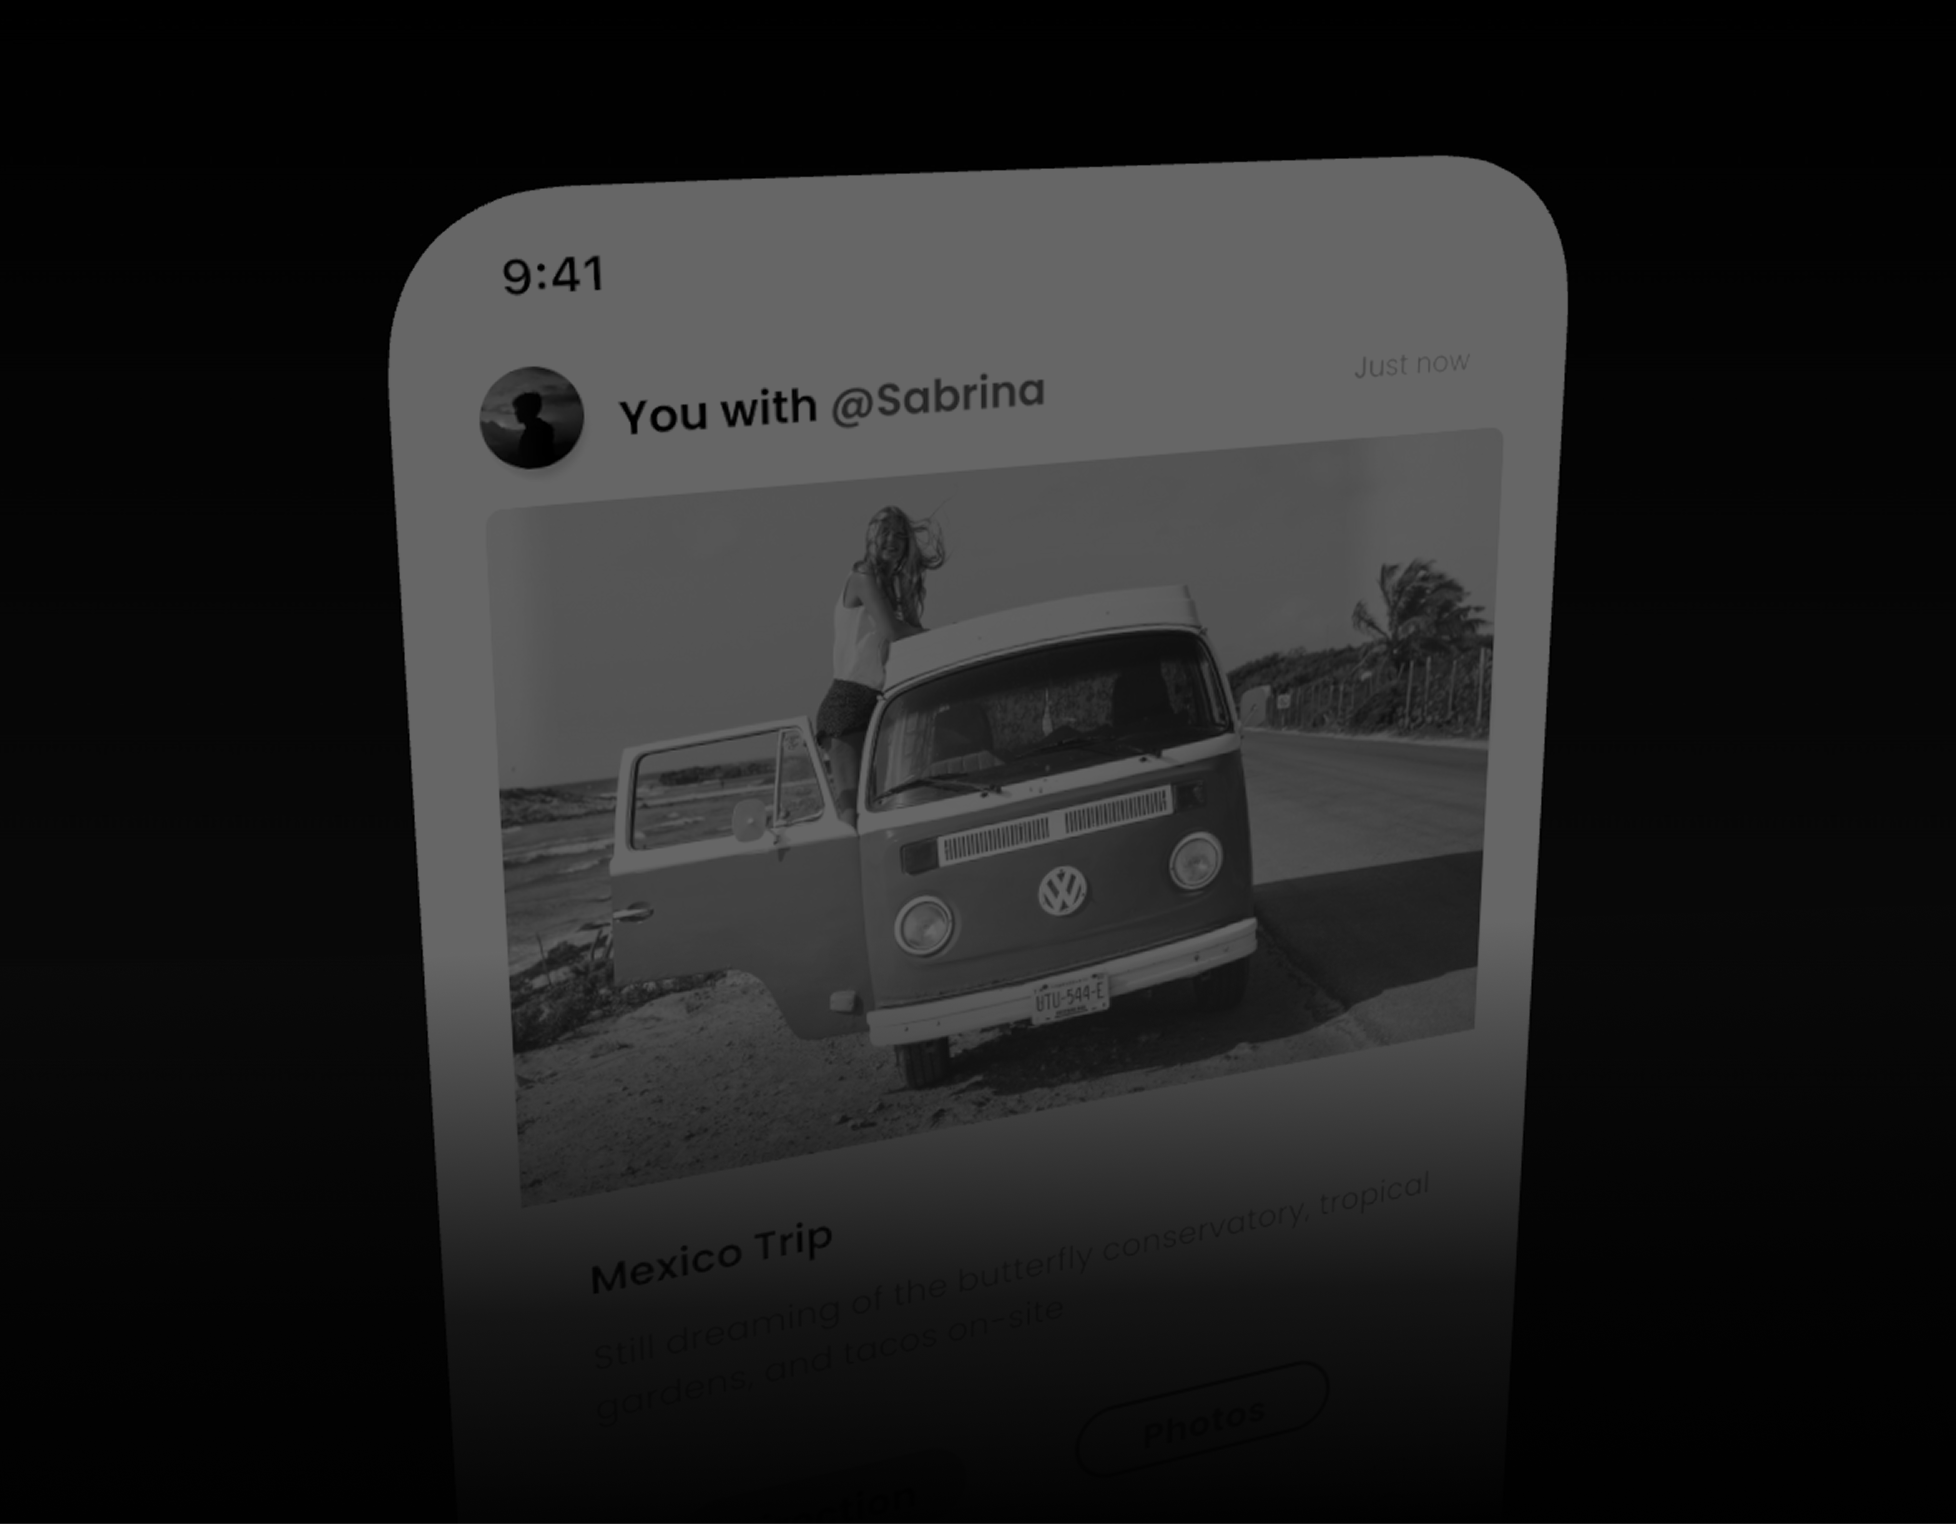 9:41
You with @Sabrina
Just now
UTU-544-E
Mexico Trip
Still dreaming of the butterfly conservatory, tropical
gardens, and tacos on-site
Photos